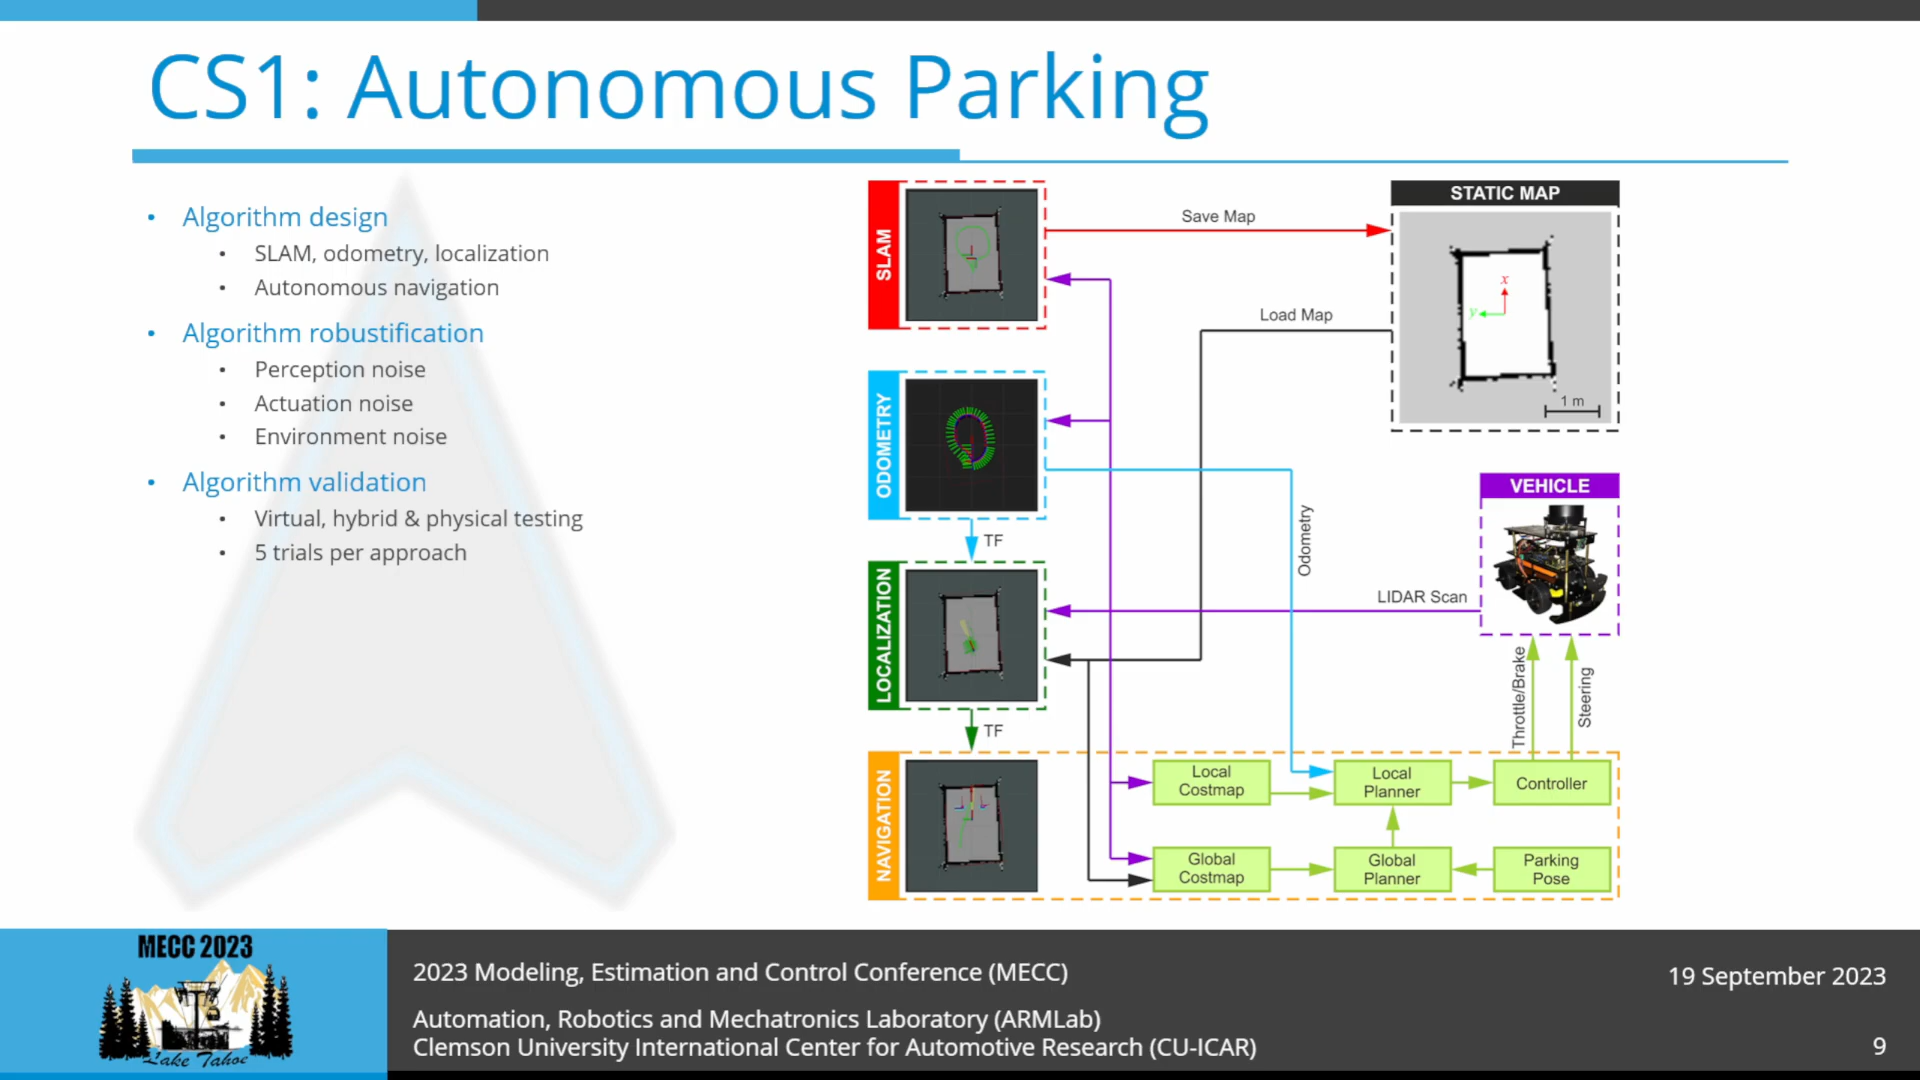 CS1: Autonomous Parking
• Algorithm design
• SLAM, odometry, localization
• Autonomous navigation
• Algorithm robustification
• Perception noise
• Actuation noise
• Environment noise
• Algorithm validation
• Virtual, hybrid & physical testing
• 5 trials per approach
SLAM
Save Map
STATIC MAP
x
y
1 m
Load Map
ODOMETRY
TF
Odometry
VEHICLE
LIDAR Scan
LOCALIZATION
TF
Throttle/Brake
Steering
NAVIGATION
Local
Costmap
Local
Planner
Controller
Global
Costmap
Global
Planner
Parking
Pose
MECC 2023
Lake Tahoe
2023 Modeling, Estimation and Control Conference (MECC)
Automation, Robotics and Mechatronics Laboratory (ARMLab)
Clemson University International Center for Automotive Research (CU-ICAR)
19 September 2023
9